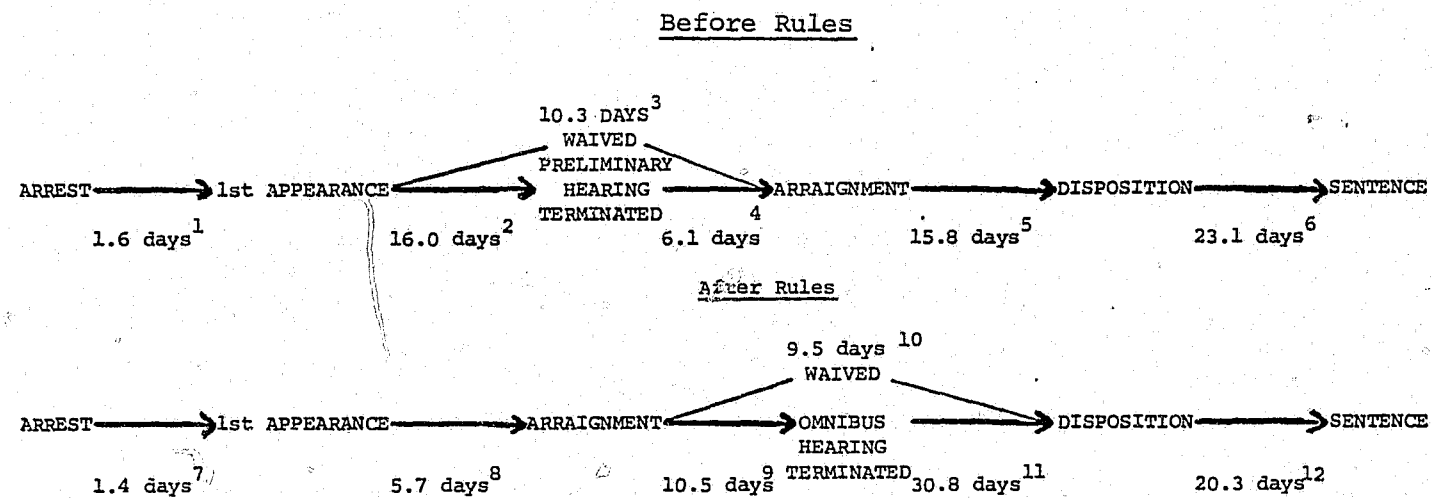 Before Rules
10.3 DAYS3
WAIVED
PRELIMINARY
ARREST 1st APPEARANCE HEARING ARRAIGNMENT DISPOSITION SENTENCE
TERMINATED
1.6 days1 16.0 days2 6.1 days4 15.8 days5 23.1 days6
After Rules
9.5 days 10
WAIVED
ARREST 1st APPEARANCE ARRAIGNMENT OMNIBUS DISPOSITION SENTENCE
HEARING
TERMINATED
1.4 days7 5.7 days8 10.5 days9 30.8 days11 20.3 days12